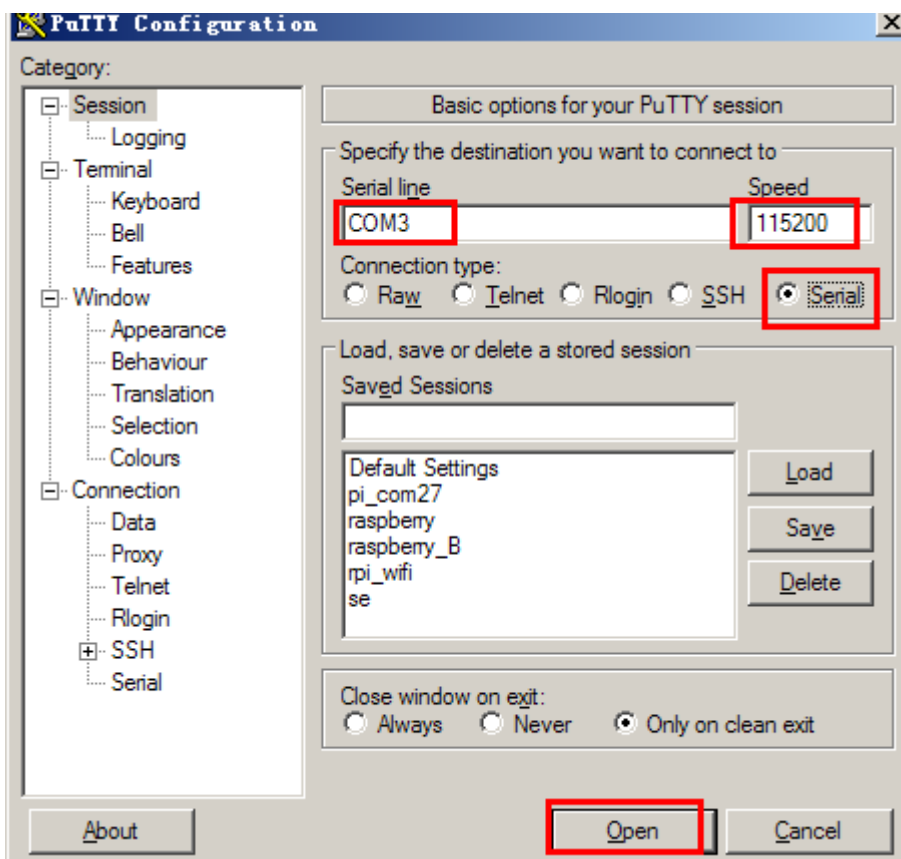 PuTTY Configuration
Category:
Session
Logging
Terminal
Keyboard
Bell
Features
Window
Appearance
Behaviour
Translation
Selection
Colours
Connection
Data
Proxy
Telnet
Rlogin
SSH
Serial
Basic options for your PuTTY session
Specify the destination you want to connect to
Serial line Speed
COM3 115200
Connection type:
Raw Telnet Rlogin SSH Serial
Load, save or delete a stored session
Saved Sessions
Default Settings
pi_com27
raspberry
raspberry_B
rpi_wifi
se
Load
Save
Delete
Close window on exit:
Always Never Only on clean exit
About Open Cancel